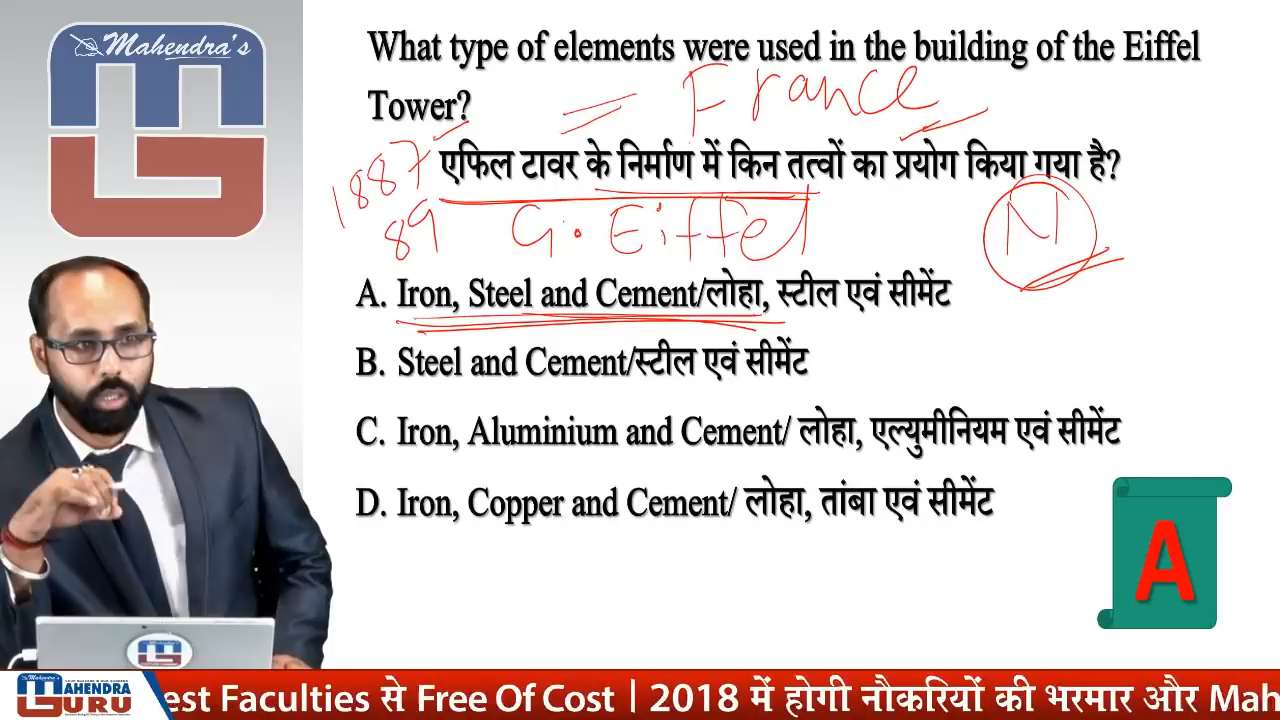 Mahendra's
What type of elements were used in the building of the Eiffel
Tower?
= France
1887
एफिल टावर के निर्माण में किन तत्वों का प्रयोग किया गया है?
89
G. Eiffel
N
A. Iron, Steel and Cement/लोहा, स्टील एवं सीमेंट
B. Steel and Cement/स्टील एवं सीमेंट
C. Iron, Aluminium and Cement/ लोहा, एल्युमीनियम एवं सीमेंट
D. Iron, Copper and Cement/ लोहा, तांबा एवं सीमेंट
A
MAHENDRA
GURU
est Faculties से Free Of Cost | 2018 में होगी नौकरियों की भरमार और Mah